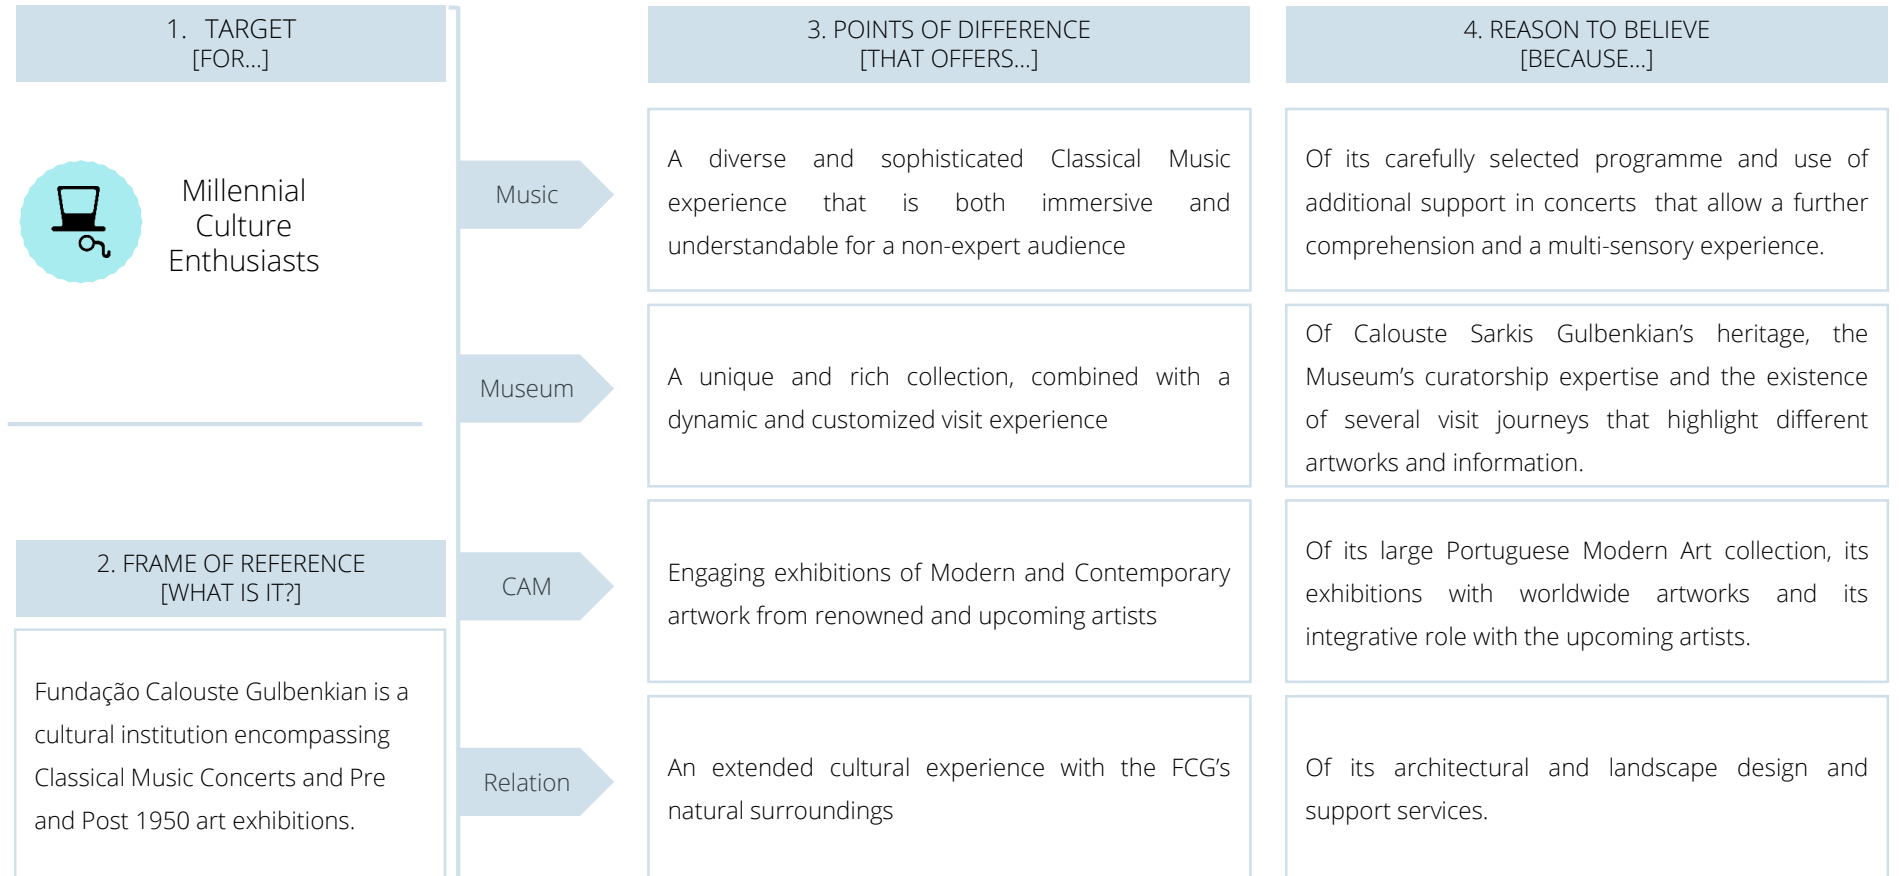 1. TARGET
[FOR...]
Millennial
Culture
Enthusiasts
2. FRAME OF REFERENCE
[WHAT IS IT?]
Fundação Calouste Gulbenkian is a
cultural institution encompassing
Classical Music Concerts and Pre
and Post 1950 art exhibitions.
3. POINTS OF DIFFERENCE
[THAT OFFERS...]
4. REASON TO BELIEVE
[BECAUSE...]
Music
A diverse and sophisticated Classical Music
experience that is both immersive and
understandable for a non-expert audience
Of its carefully selected programme and use of
additional support in concerts that allow a further
comprehension and a multi-sensory experience.
Museum
A unique and rich collection, combined with a
dynamic and customized visit experience
Of Calouste Sarkis Gulbenkian’s heritage, the
Museum’s curatorship expertise and the existence
of several visit journeys that highlight different
artworks and information.
CAM
Engaging exhibitions of Modern and Contemporary
artwork from renowned and upcoming artists
Of its large Portuguese Modern Art collection, its
exhibitions with worldwide artworks and its
integrative role with the upcoming artists.
Relation
An extended cultural experience with the FCG’s
natural surroundings
Of its architectural and landscape design and
support services.